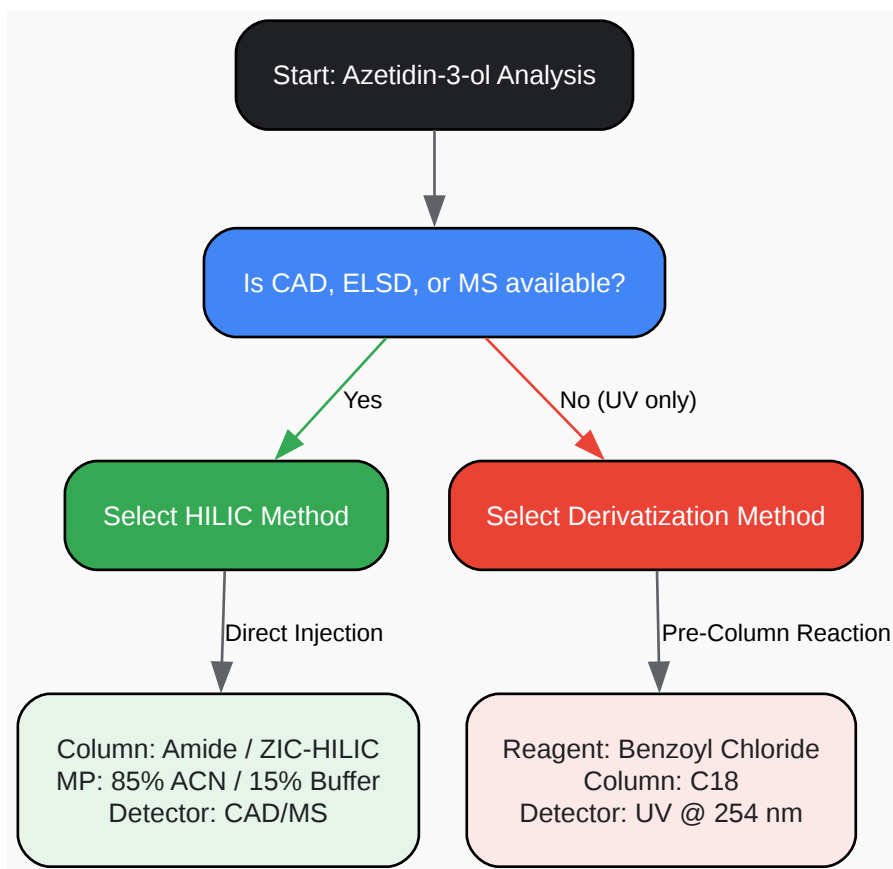 Start: Azetidin-3-ol Analysis
Is CAD, ELSD, or MS available?
Yes
No (UV only)
Select HILIC Method
Select Derivatization Method
Direct Injection
Pre-Column Reaction
Column: Amide / ZIC-HILIC
MP: 85% ACN / 15% Buffer
Detector: CAD/MS
Reagent: Benzoyl Chloride
Column: C18
Detector: UV @ 254 nm